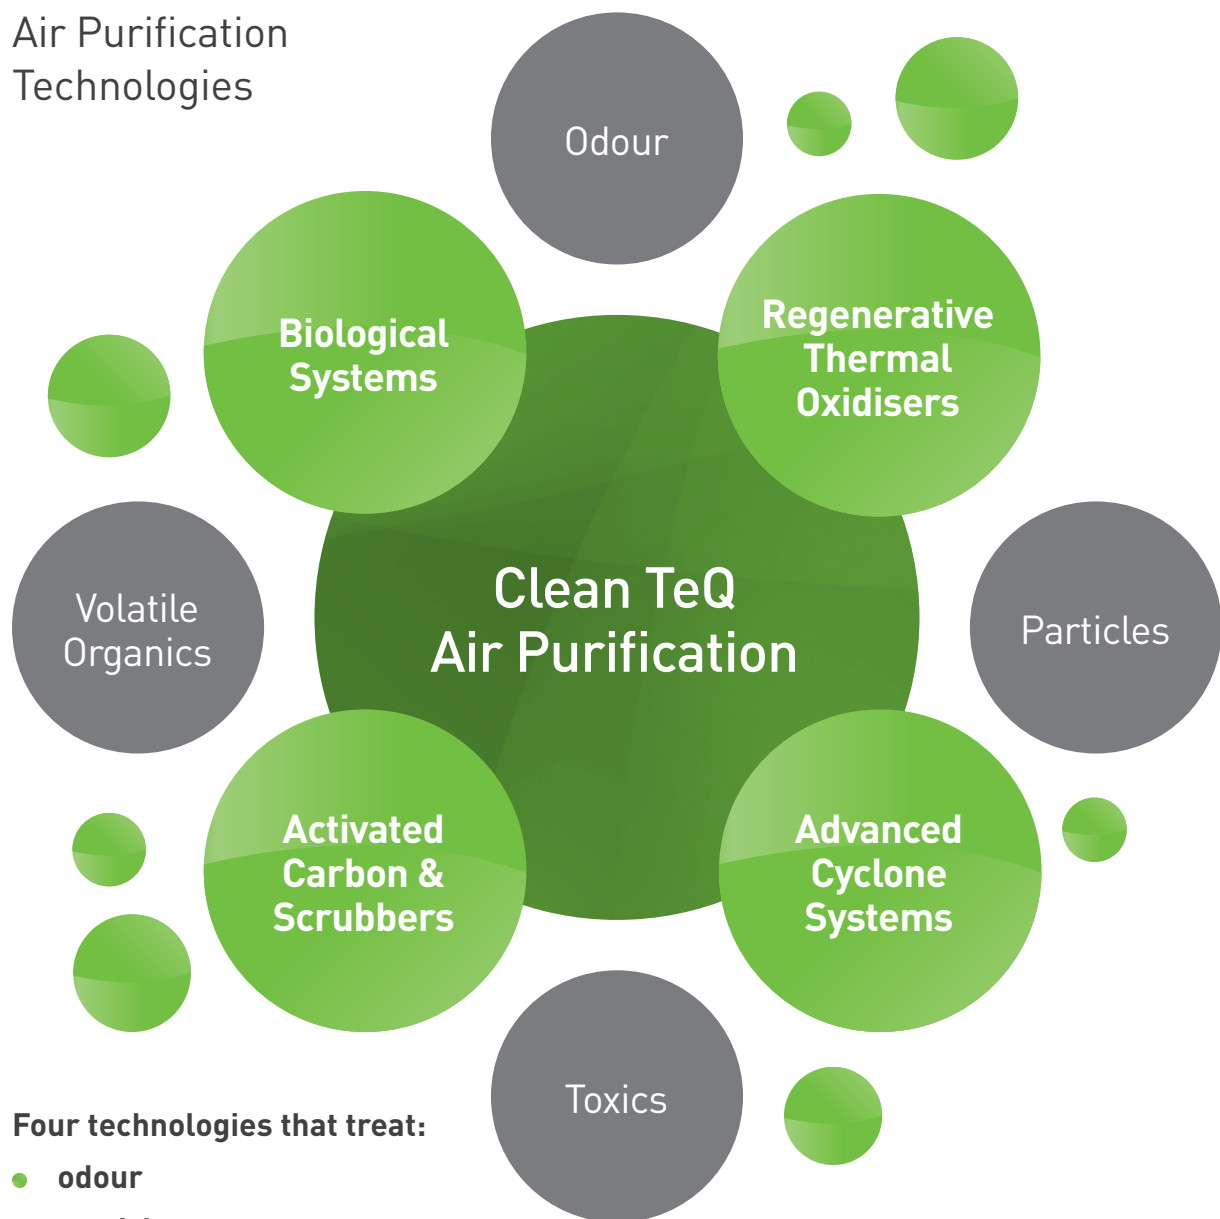 Air Purification
Technologies
Odour
Biological
Systems
Regenerative
Thermal
Oxidisers
Volatile
Organics
Clean TeQ
Air Purification
Particles
Activated
Carbon &
Scrubbers
Advanced
Cyclone
Systems
Toxics
Four technologies that treat:
odour